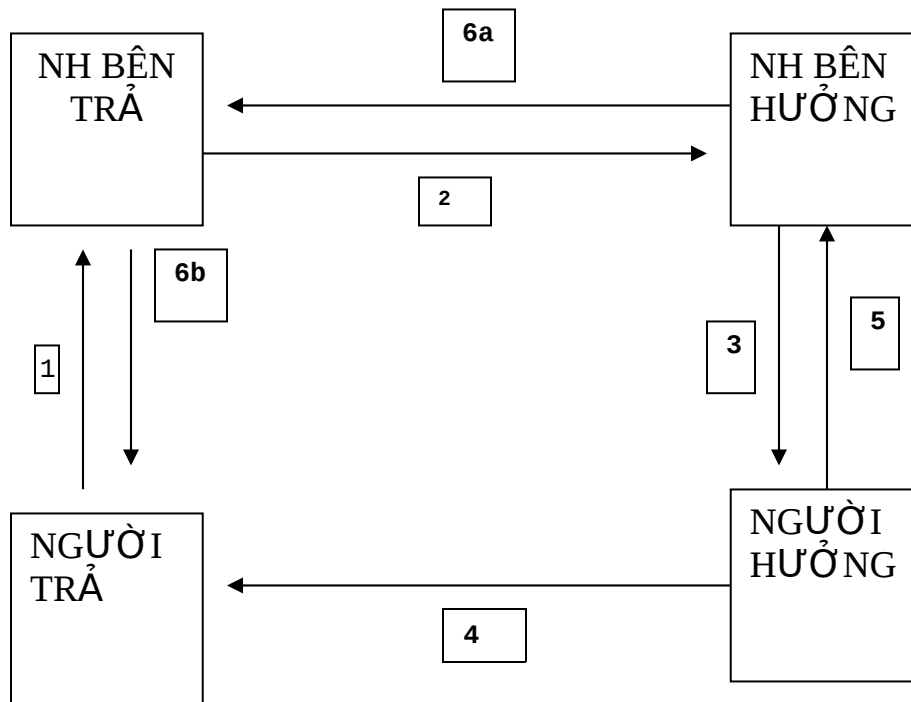 6a
NH BÊN
TRẢ
NH BÊN
HƯỞNG
2
6b
1
3
5
NGƯỜI
TRẢ
NGƯỜI
HƯỞNG
4